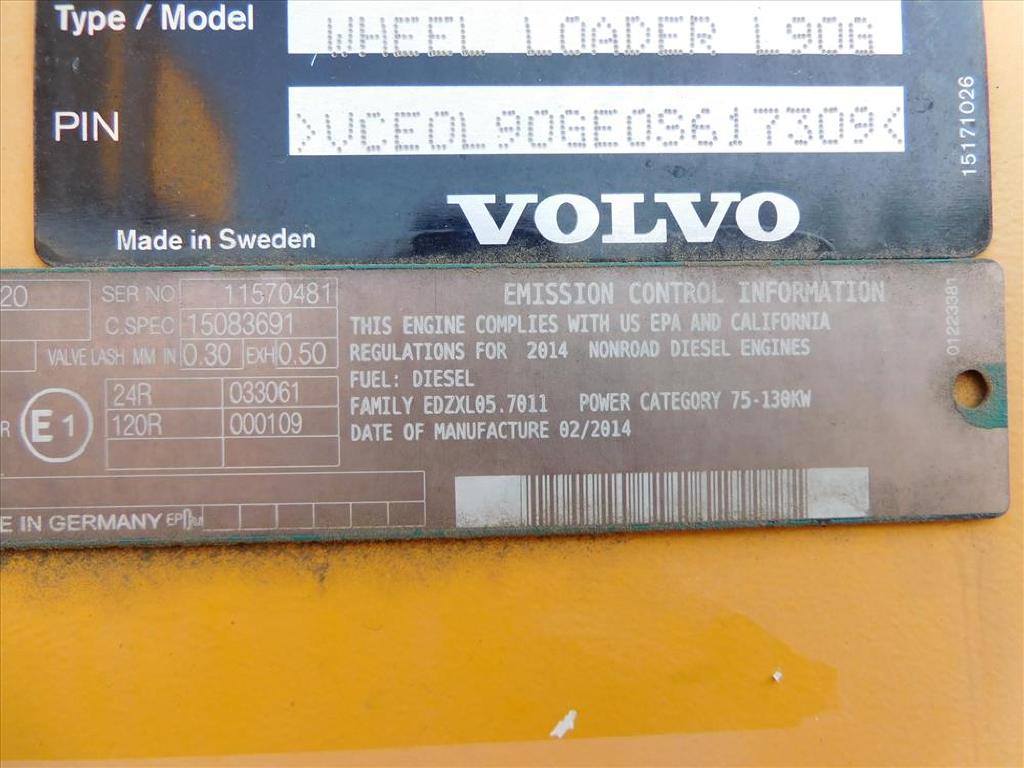 Type / Model WHEEL LOADER L90G
PIN >VCE0L90GE0S617309<
15171026
VOLVO
Made in Sweden
20 SER NO 11570481
C.SPEC 15083691
VALVE LASH MM IN 0.30 EXH 0.50
R E1 24R 033061
120R 000109
E IN GERMANY
EMISSION CONTROL INFORMATION
THIS ENGINE COMPLIES WITH US EPA AND CALIFORNIA
REGULATIONS FOR 2014 NONROAD DIESEL ENGINES
FUEL: DIESEL
FAMILY EDZXL05.7011 POWER CATEGORY 75-130KW
DATE OF MANUFACTURE 02/2014
01223381